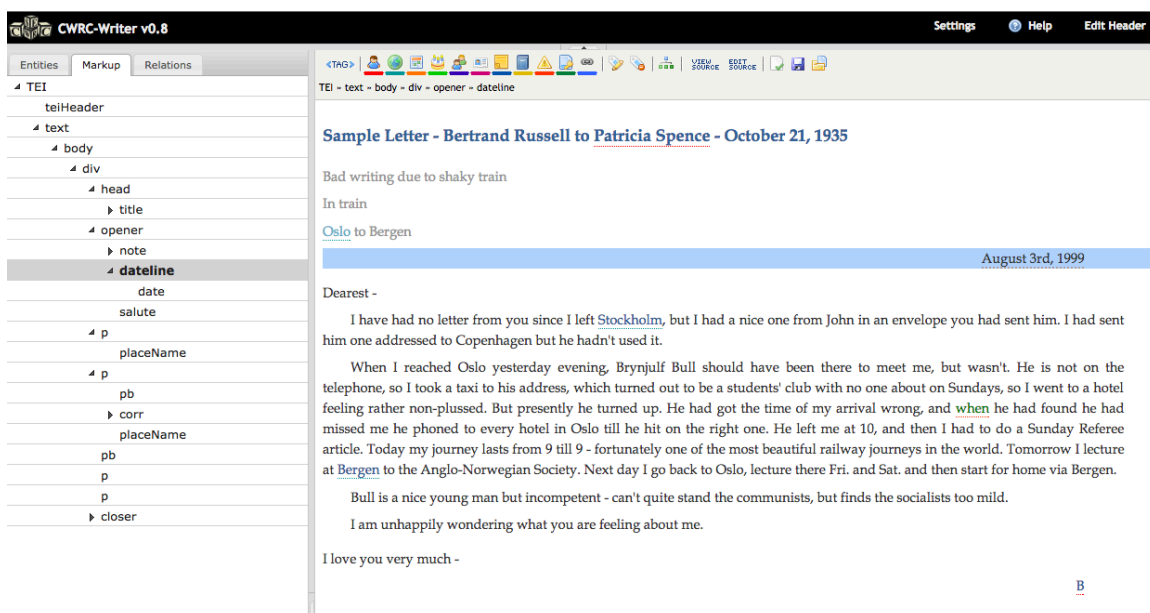 CWRC-Writer v0.8
Settings Help Edit Header
Entities Markup Relations
TEI
teiHeader
text
body
div
head
title
opener
note
dateline
date
salute
p
placeName
p
pb
corr
placeName
pb
p
p
closer
<TAG> VIEW SOURCE EDIT SOURCE
TEI - text - body - div - opener - dateline
Sample Letter - Bertrand Russell to Patricia Spence - October 21, 1935
Bad writing due to shaky train
In train
Oslo to Bergen
August 3rd, 1999
Dearest -
I have had no letter from you since I left Stockholm, but I had a nice one from John in an envelope you had sent him. I had sent
him one addressed to Copenhagen but he hadn't used it.
When I reached Oslo yesterday evening, Brynjulf Bull should have been there to meet me, but wasn't. He is not on the
telephone, so I took a taxi to his address, which turned out to be a students' club with no one about on Sundays, so I went to a hotel
feeling rather non-plussed. But presently he turned up. He had got the time of my arrival wrong, and when he had found he had
missed me he phoned to every hotel in Oslo till he hit on the right one. He left me at 10, and then I had to do a Sunday Referee
article. Today my journey lasts from 9 till 9 - fortunately one of the most beautiful railway journeys in the world. Tomorrow I lecture
at Bergen to the Anglo-Norwegian Society. Next day I go back to Oslo, lecture there Fri. and Sat. and then start for home via Bergen.
Bull is a nice young man but incompetent - can't quite stand the communists, but finds the socialists too mild.
I am unhappily wondering what you are feeling about me.
I love you very much -
B